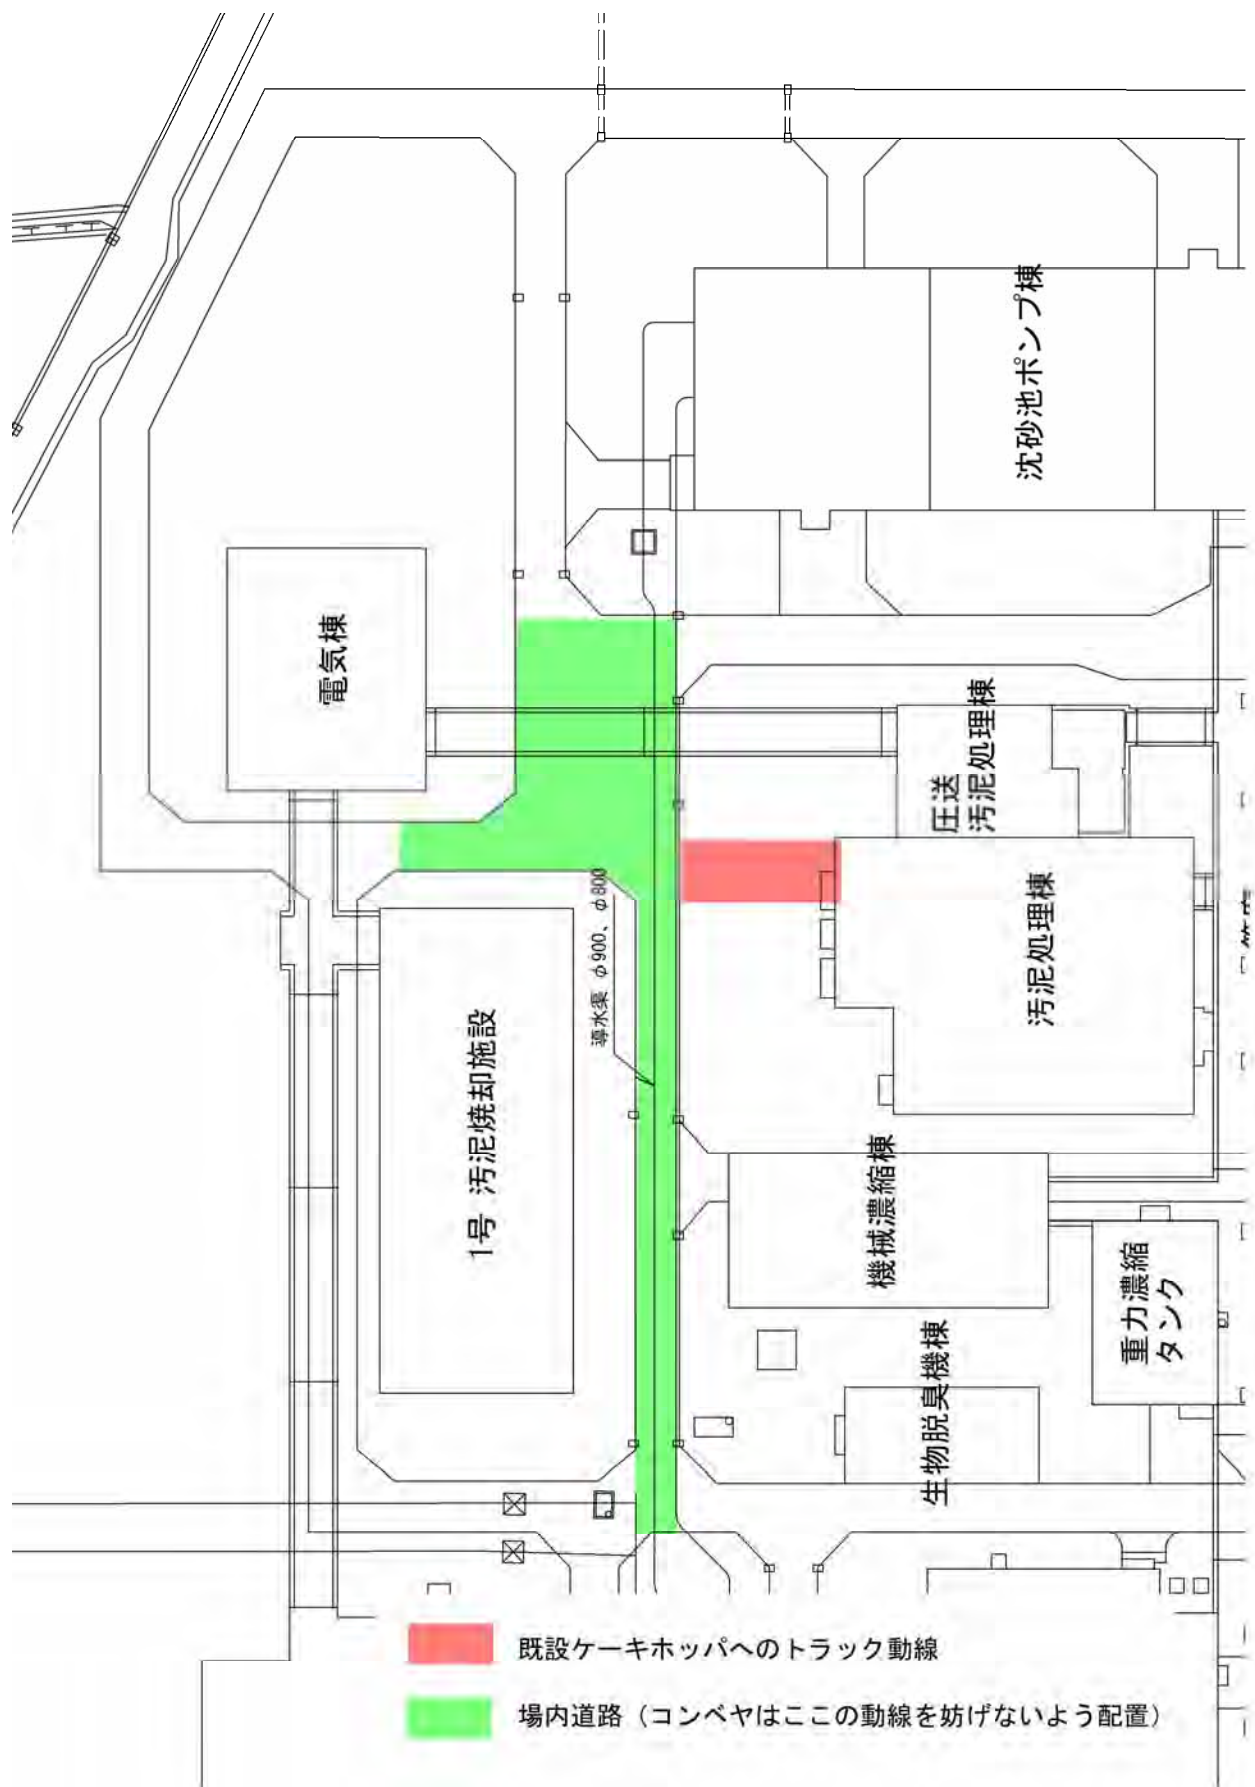 沈砂池ポンプ棟
電気棟
圧送
汚泥処理棟
汚泥処理棟
導水渠 φ900、φ800
1号 汚泥焼却施設
機械濃縮棟
重力濃縮
タンク
生物脱臭機棟
既設ケーキホッパへのトラック動線
場内道路（コンベヤはここの動線を妨げないよう配置）